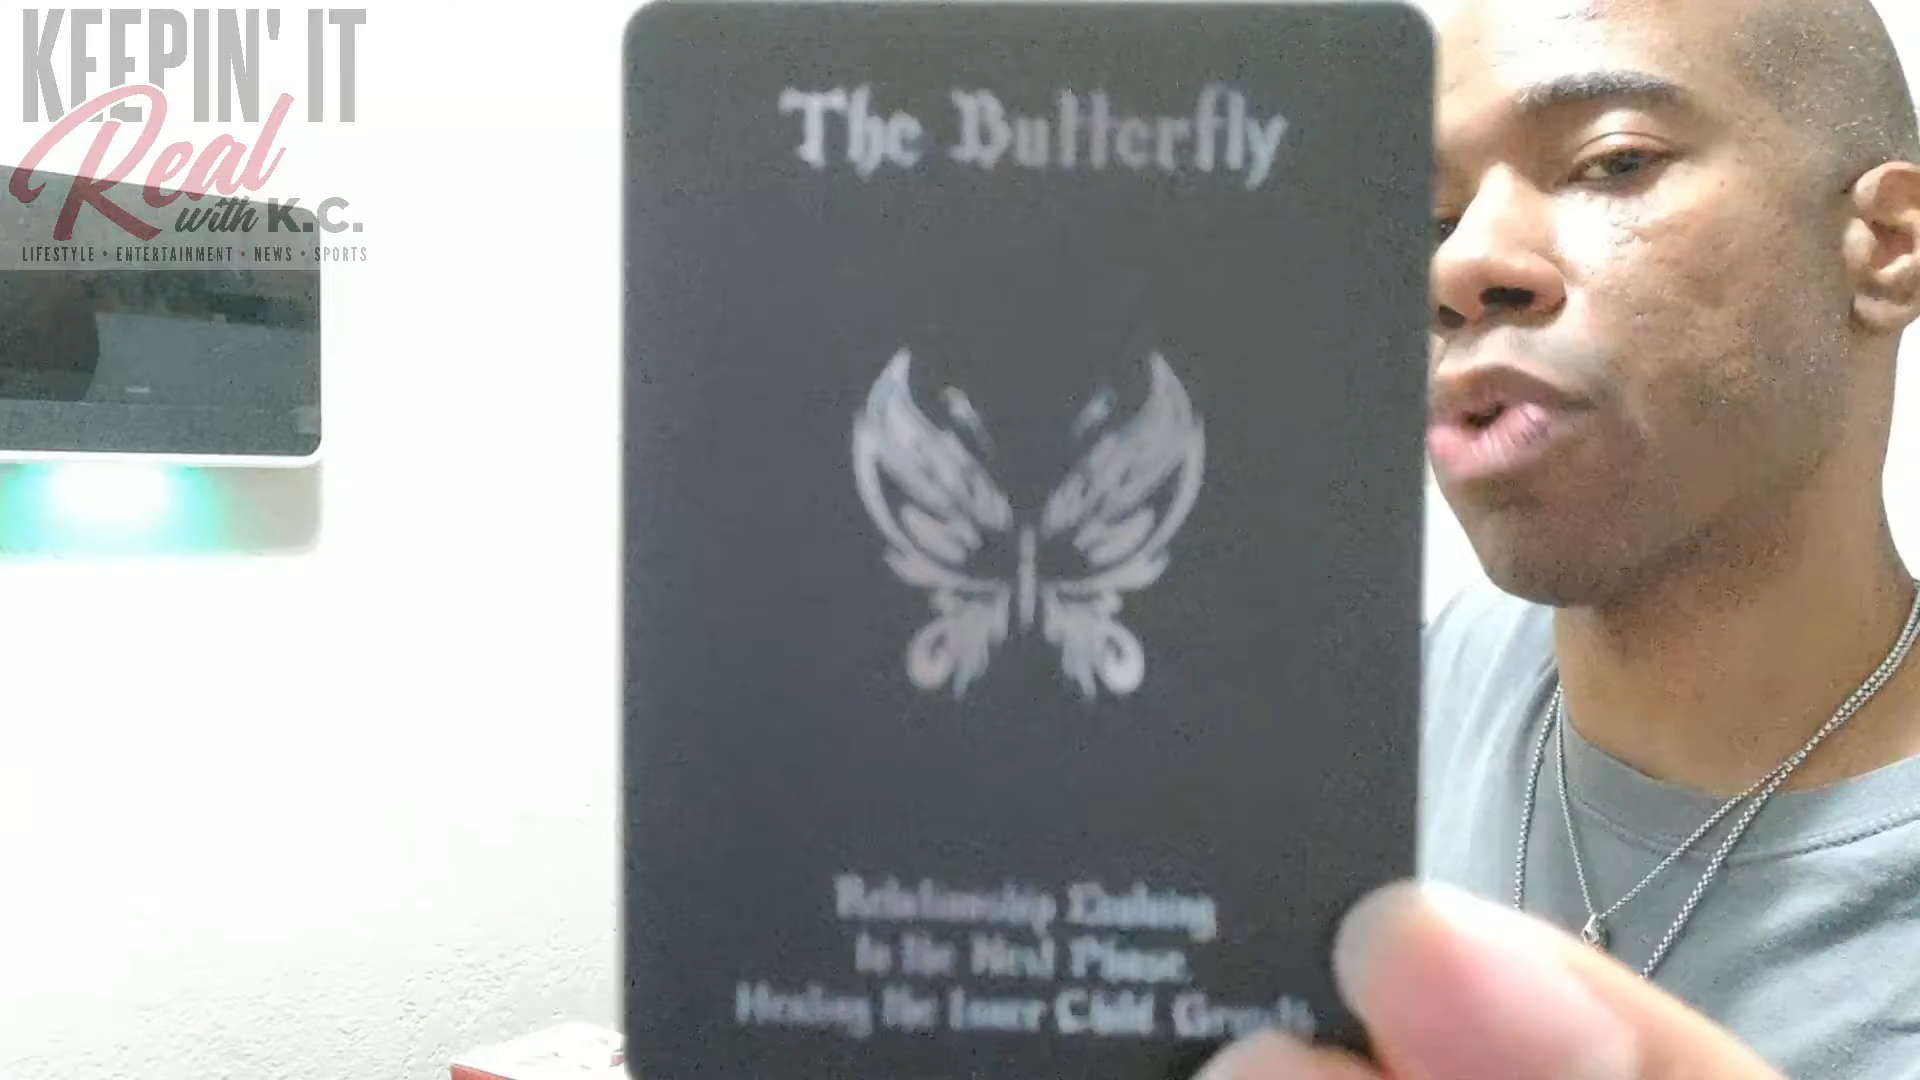 KEEPIN' IT
Real
with K.C.
LIFESTYLE • ENTERTAINMENT • NEWS • SPORTS
The Butterfly
Relationship Evolving
To the Next Phase.
Healing the Inner Child